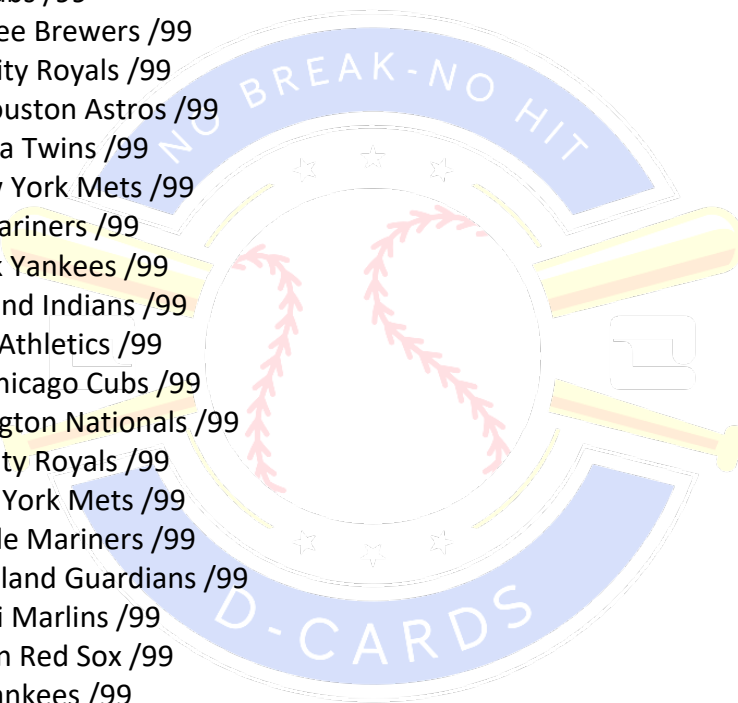 ubs /99
ee Brewers /99
ity Royals /99
ouston Astros /99
a Twins /99
w York Mets /99
ariners /99
k Yankees /99
nd Indians /99
Athletics /99
hicago Cubs /99
gton Nationals /99
ty Royals /99
York Mets /99
le Mariners /99
land Guardians /99
i Marlins /99
n Red Sox /99
ankees /99
NO BREAK-NO HIT
D-CARDS